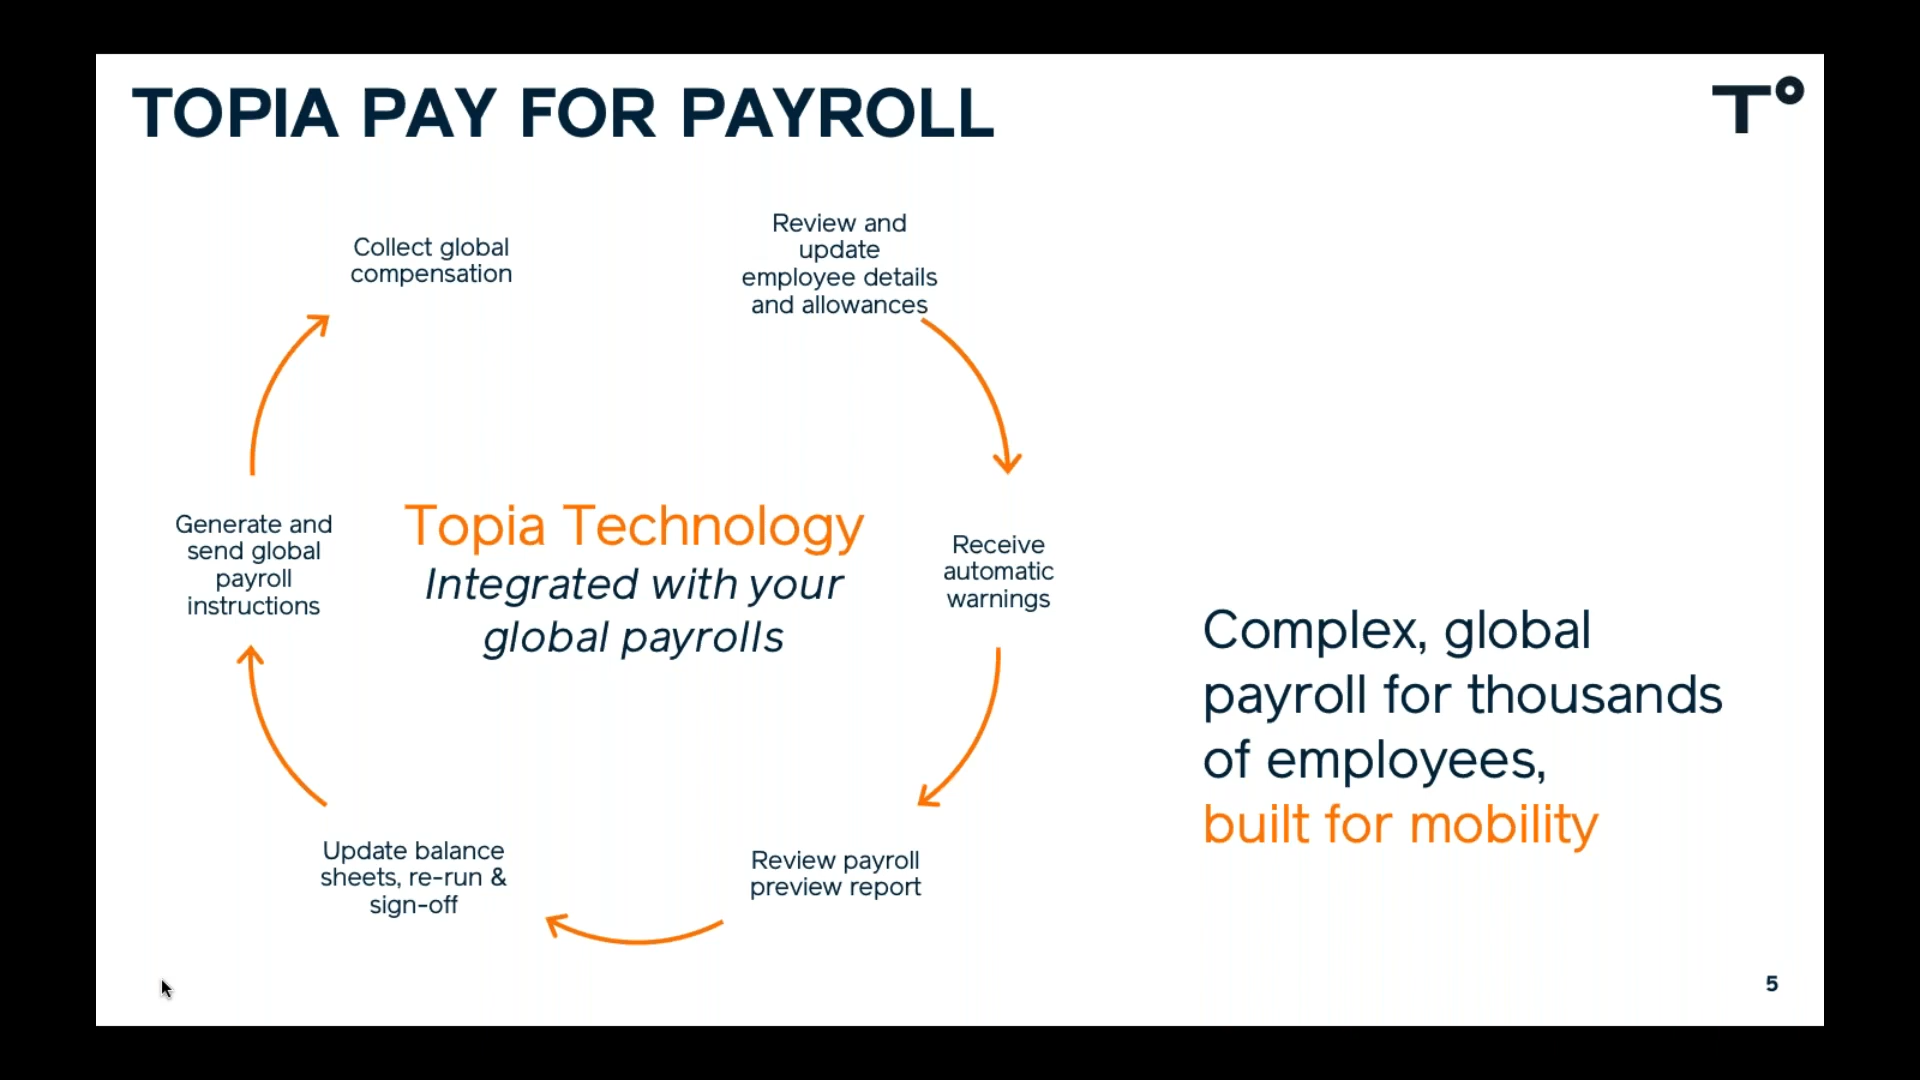 TOPIA PAY FOR PAYROLL
T°
Collect global
compensation
Review and
update
employee details
and allowances
Generate and
send global
payroll
instructions
Topia Technology
Integrated with your
global payrolls
Receive
automatic
warnings
Complex, global
payroll for thousands
of employees,
built for mobility
Update balance
sheets, re-run &
sign-off
Review payroll
preview report
5